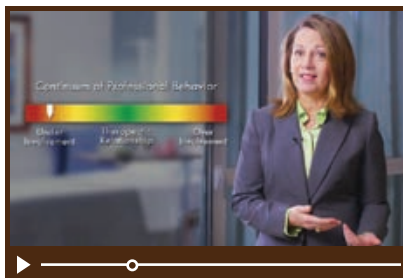 Continuum of Professional Behavior
Under Therapeutic Over
Involvement Relationship Involvement